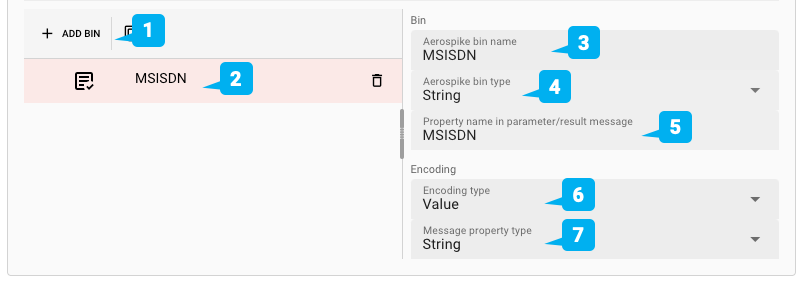 ADD BIN
1
MSISDN
2
Bin
Aerospike bin name
MSISDN
3
Aerospike bin type
String
4
Property name in parameter/result message
MSISDN
5
Encoding
Encoding type
Value
6
Message property type
String
7